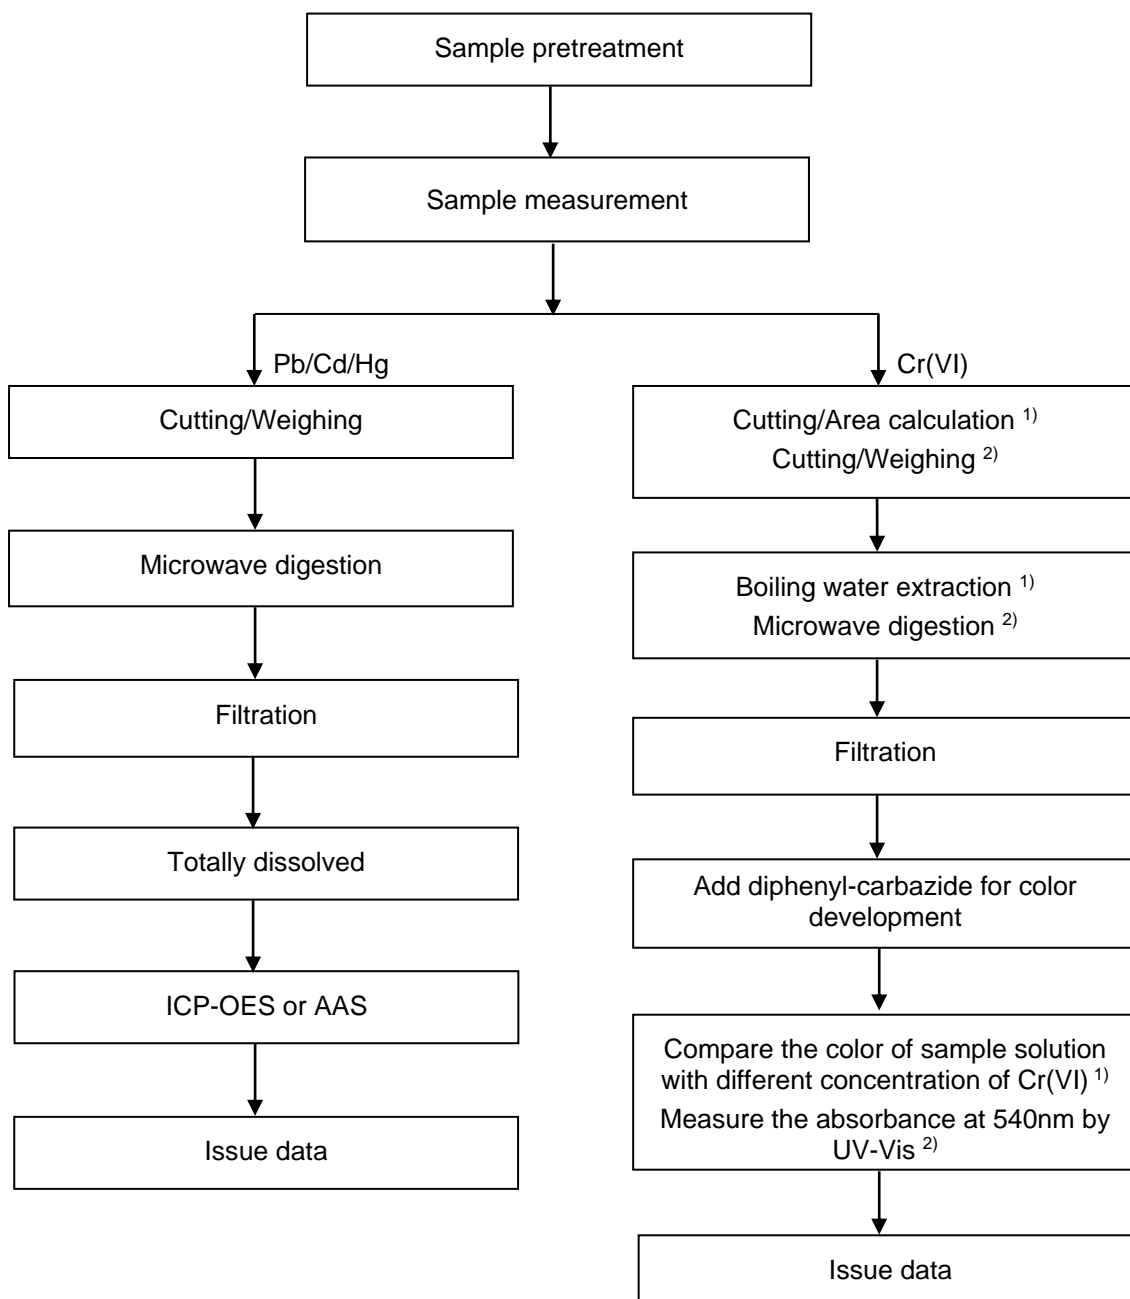 Sample pretreatment
Sample measurement
Pb/Cd/Hg
Cutting/Weighing
Microwave digestion
Filtration
Totally dissolved
ICP-OES or AAS
Issue data
Cr(VI)
Cutting/Area calculation 1)
Cutting/Weighing 2)
Boiling water extraction 1)
Microwave digestion 2)
Filtration
Add diphenyl-carbazide for color
development
Compare the color of sample solution
with different concentration of Cr(VI) 1)
Measure the absorbance at 540nm by
UV-Vis 2)
Issue data